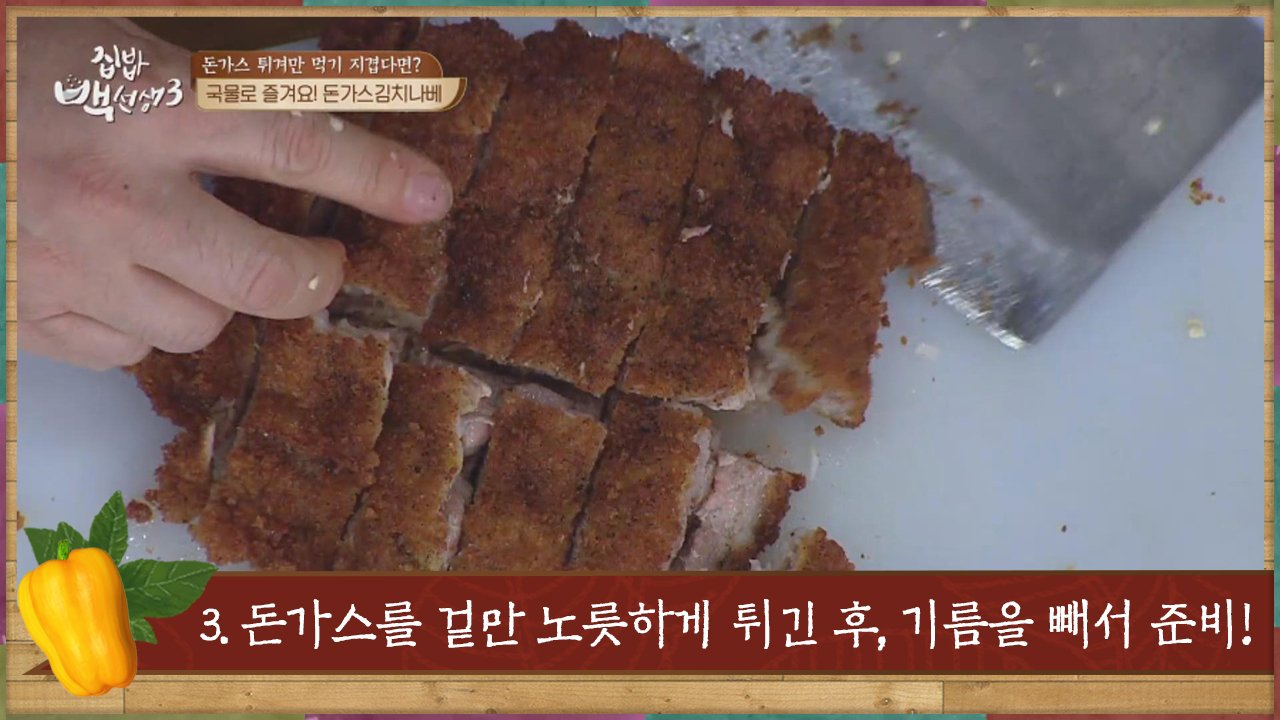 집밥
백선생3
돈가스 튀겨만 먹기 지겹다면?
국물로 즐겨요! 돈가스김치나베
3. 돈가스를 겉만 노릇하게 튀긴 후, 기름을 빼서 준비!